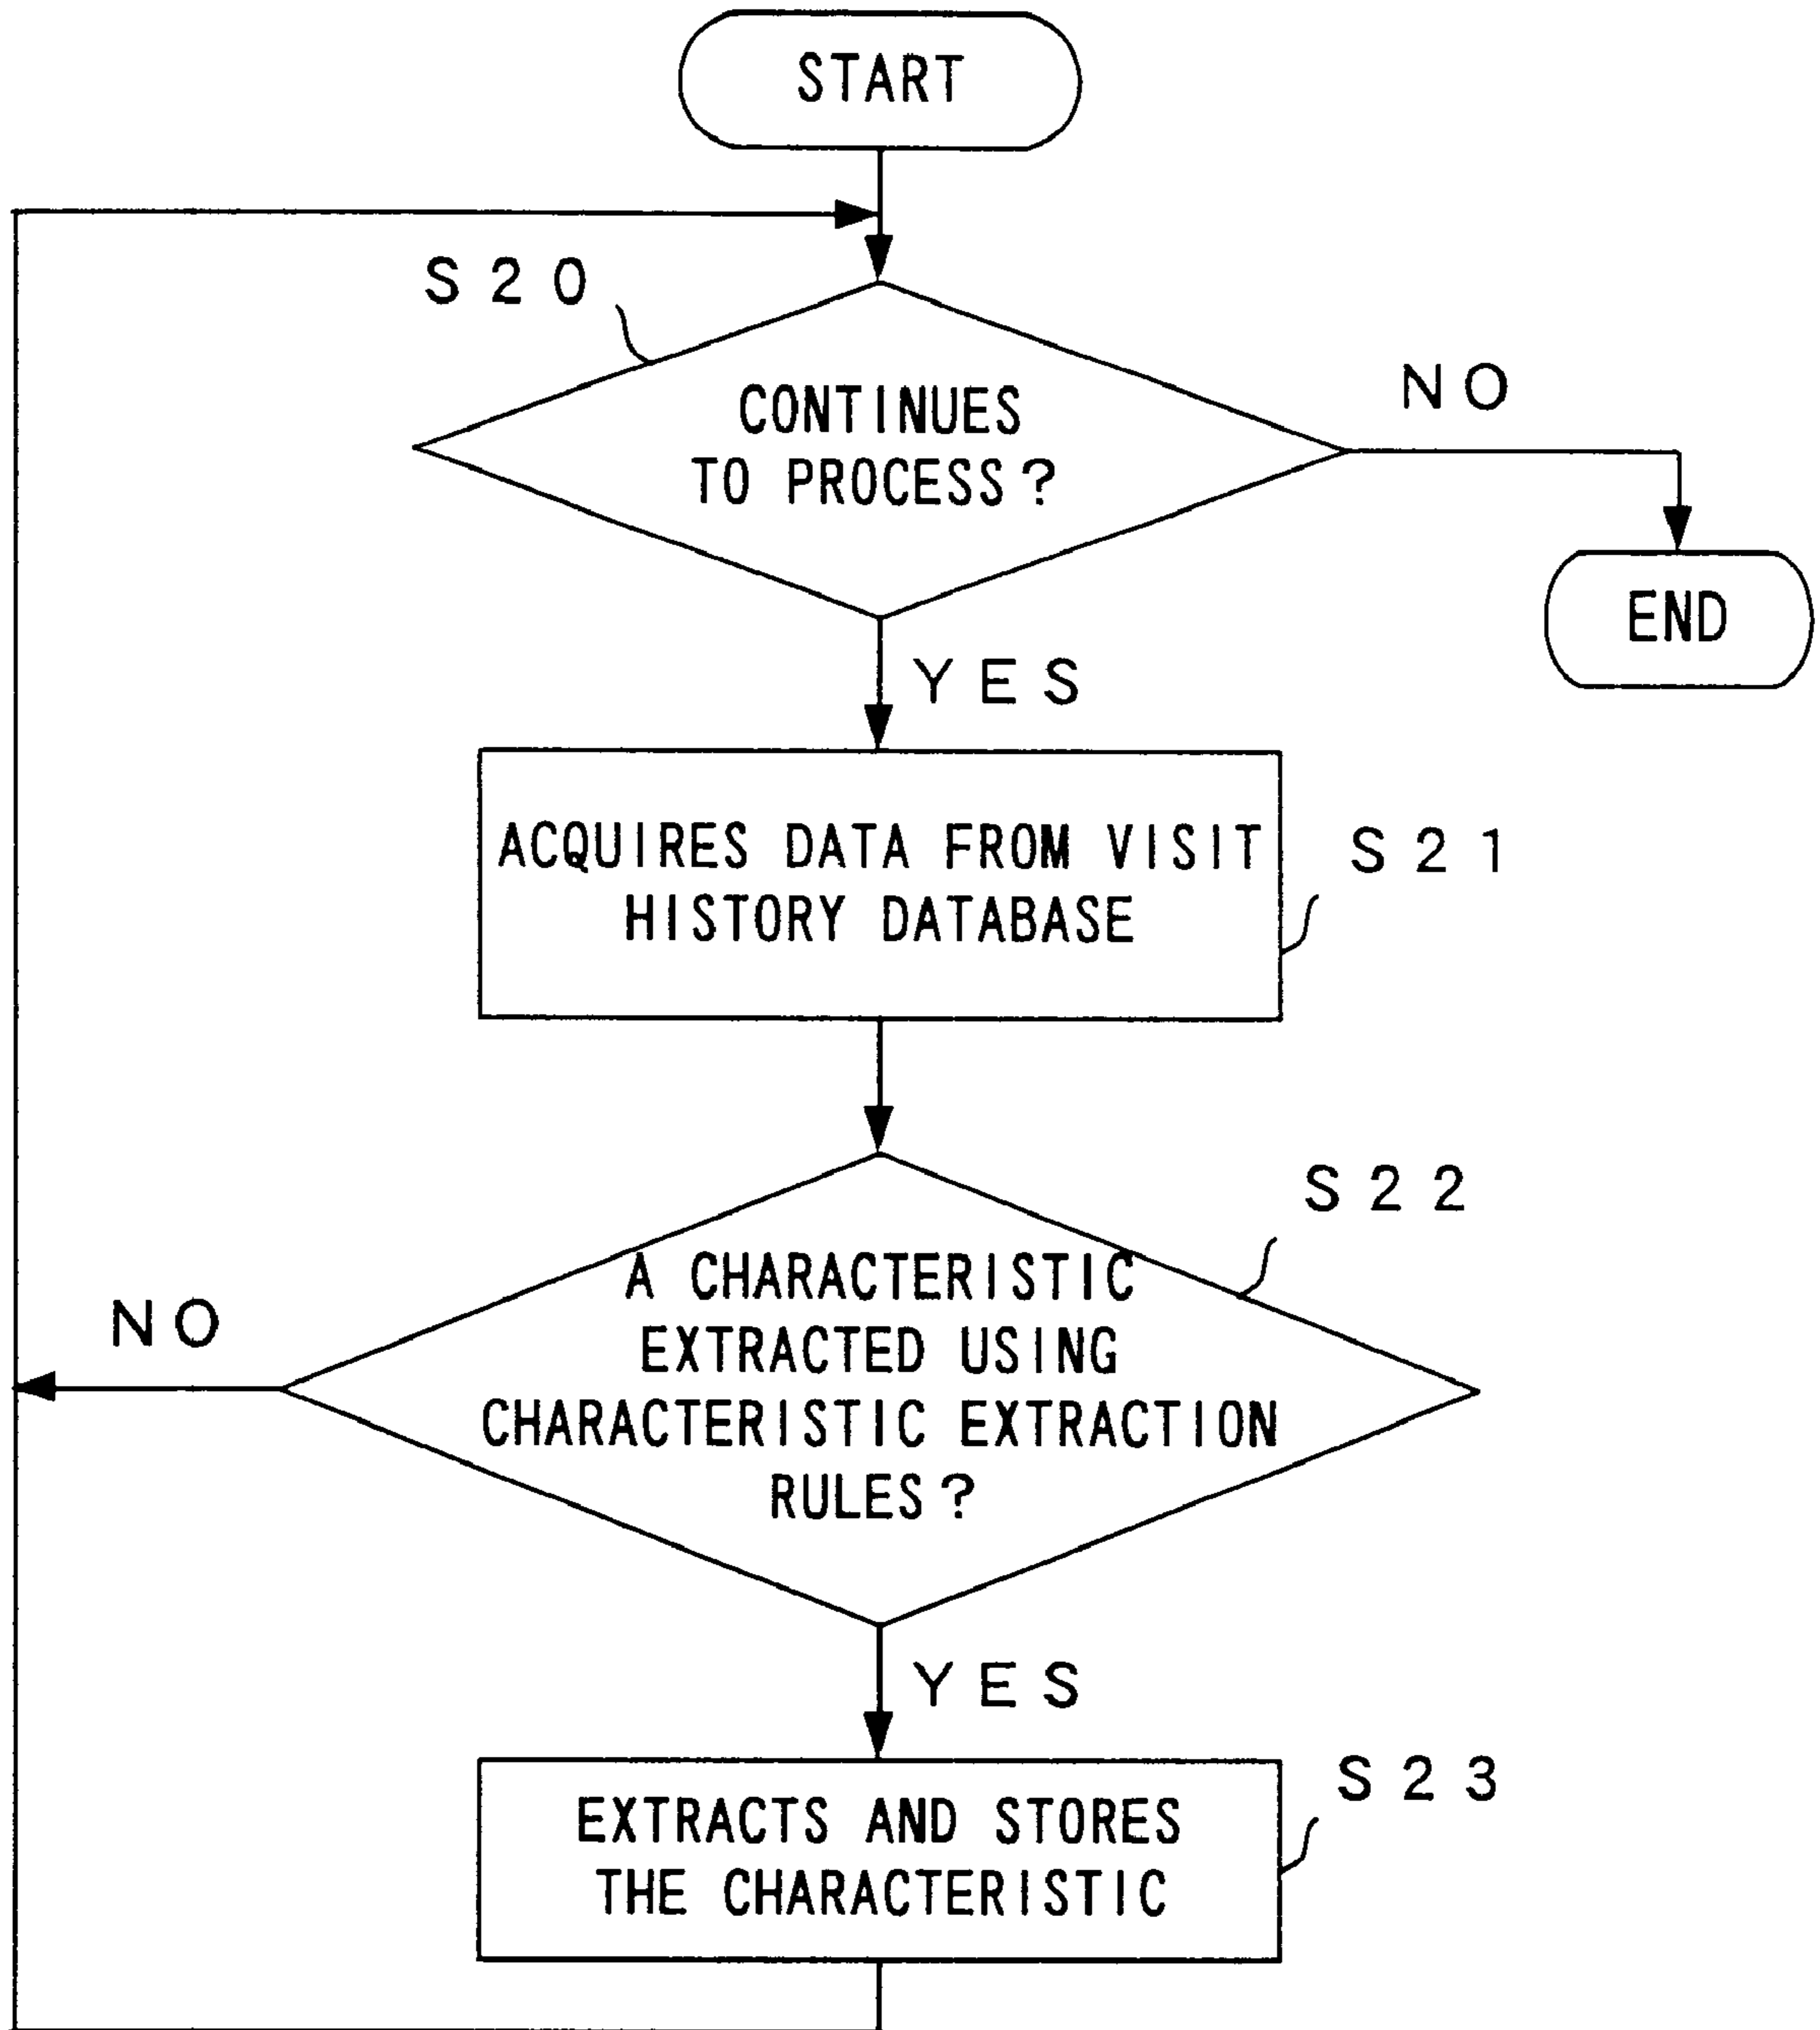 START
S20
CONTINUES
TO PROCESS?
NO
END
YES
ACQUIRES DATA FROM VISIT
HISTORY DATABASE
S21
S22
A CHARACTERISTIC
EXTRACTED USING
CHARACTERISTIC EXTRACTION
RULES?
NO
YES
S23
EXTRACTS AND STORES
THE CHARACTERISTIC